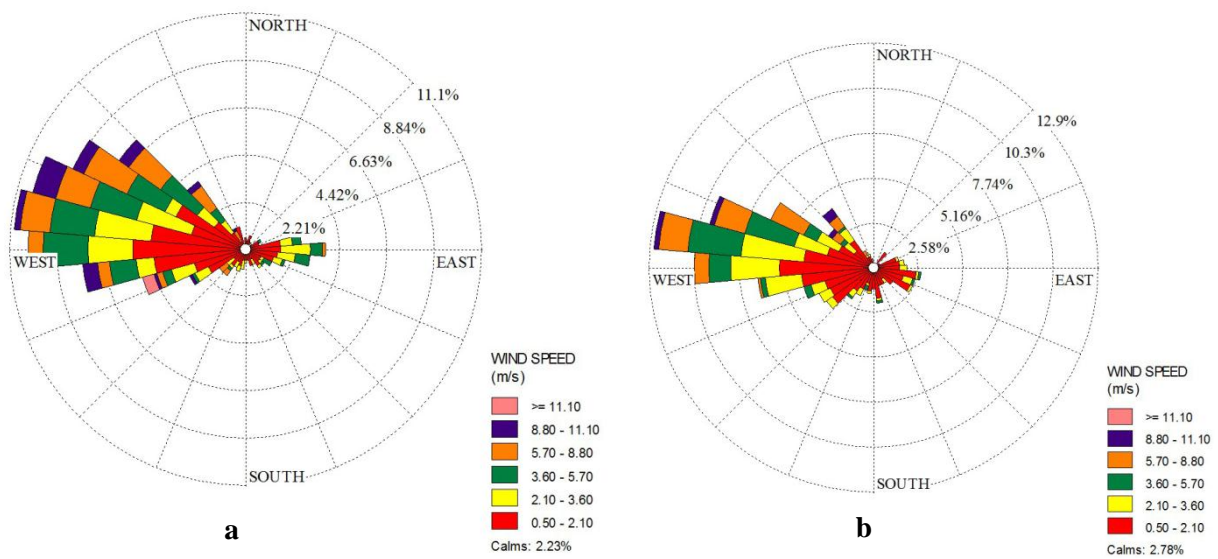 NORTH
11.1%
8.84%
6.63%
4.42%
2.21%
WEST
EAST
SOUTH
WIND SPEED
(m/s)
>= 11.10
8.80 - 11.10
5.70 - 8.80
3.60 - 5.70
2.10 - 3.60
0.50 - 2.10
Calms: 2.23%
a
NORTH
12.9%
10.3%
7.74%
5.16%
2.58%
WEST
EAST
SOUTH
WIND SPEED
(m/s)
>= 11.10
8.80 - 11.10
5.70 - 8.80
3.60 - 5.70
2.10 - 3.60
0.50 - 2.10
Calms: 2.78%
b